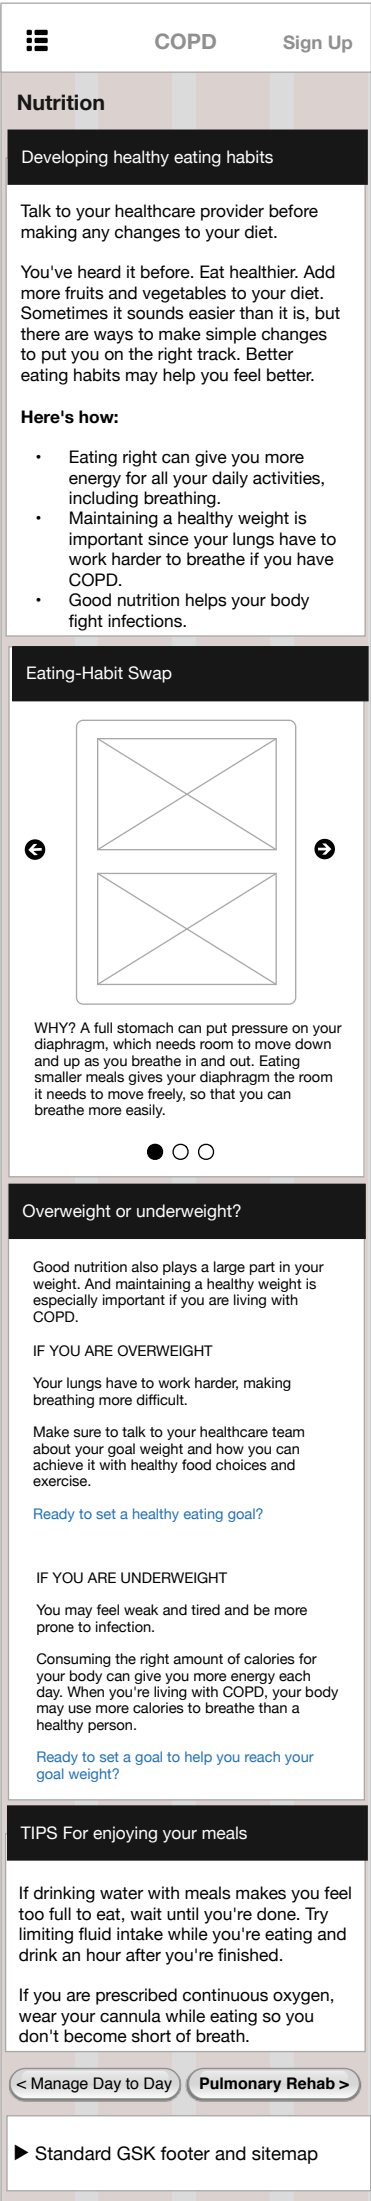 COPD Sign Up
Nutrition
Developing healthy eating habits
Talk to your healthcare provider before
making any changes to your diet.
You've heard it before. Eat healthier. Add
more fruits and vegetables to your diet.
Sometimes it sounds easier than it is, but
there are ways to make simple changes
to put you on the right track. Better
eating habits may help you feel better.
Here's how:
• Eating right can give you more
energy for all your daily activities,
including breathing.
• Maintaining a healthy weight is
important since your lungs have to
work harder to breathe if you have
COPD.
• Good nutrition helps your body
fight infections.
Eating-Habit Swap
WHY? A full stomach can put pressure on your
diaphragm, which needs room to move down
and up as you breathe in and out. Eating
smaller meals gives your diaphragm the room
it needs to move freely, so that you can
breathe more easily.
Overweight or underweight?
Good nutrition also plays a large part in your
weight. And maintaining a healthy weight is
especially important if you are living with
COPD.
IF YOU ARE OVERWEIGHT
Your lungs have to work harder, making
breathing more difficult.
Make sure to talk to your healthcare team
about your goal weight and how you can
achieve it with healthy food choices and
exercise.
Ready to set a healthy eating goal?
IF YOU ARE UNDERWEIGHT
You may feel weak and tired and be more
prone to infection.
Consuming the right amount of calories for
your body can give you more energy each
day. When you're living with COPD, your body
may use more calories to breathe than a
healthy person.
Ready to set a goal to help you reach your
goal weight?
TIPS For enjoying your meals
If drinking water with meals makes you feel
too full to eat, wait until you're done. Try
limiting fluid intake while you're eating and
drink an hour after you're finished.
If you are prescribed continuous oxygen,
wear your cannula while eating so you
don't become short of breath.
< Manage Day to Day Pulmonary Rehab >
Standard GSK footer and sitemap